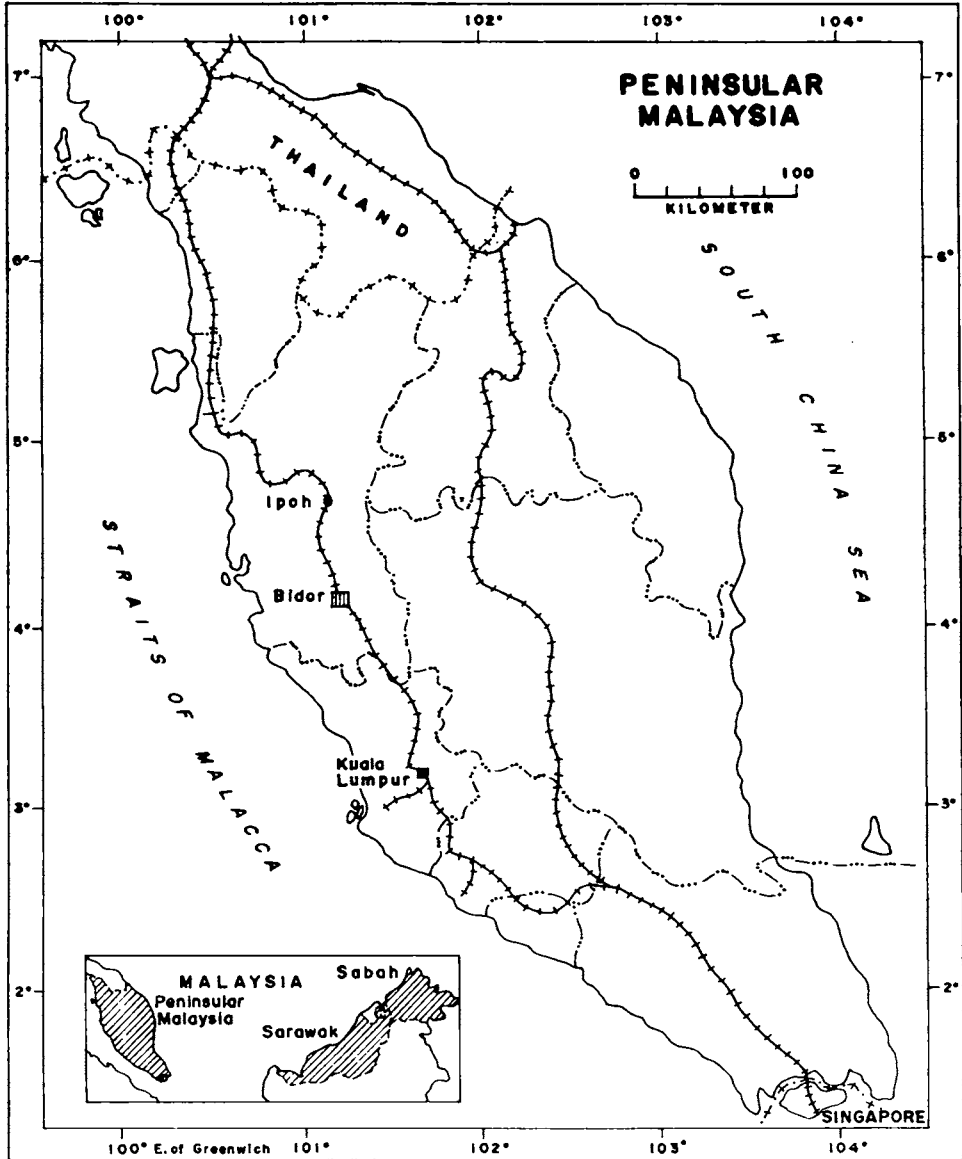 100° 101° 102° 103° 104°
PENINSULAR
MALAYSIA
0 100
KILOMETER
7° 7°
THAILAND
6° 6°
SOUTH CHINA SEA
5° 5°
Ipoh
STRAITS OF MALACCA
Bidor
4° 4°
Kuala
Lumpur
3° 3°
MALAYSIA
Sabah
Peninsular
Malaysia
Sarawak
2° 2°
SINGAPORE
100° E. of Greenwich 101° 102° 103° 104°